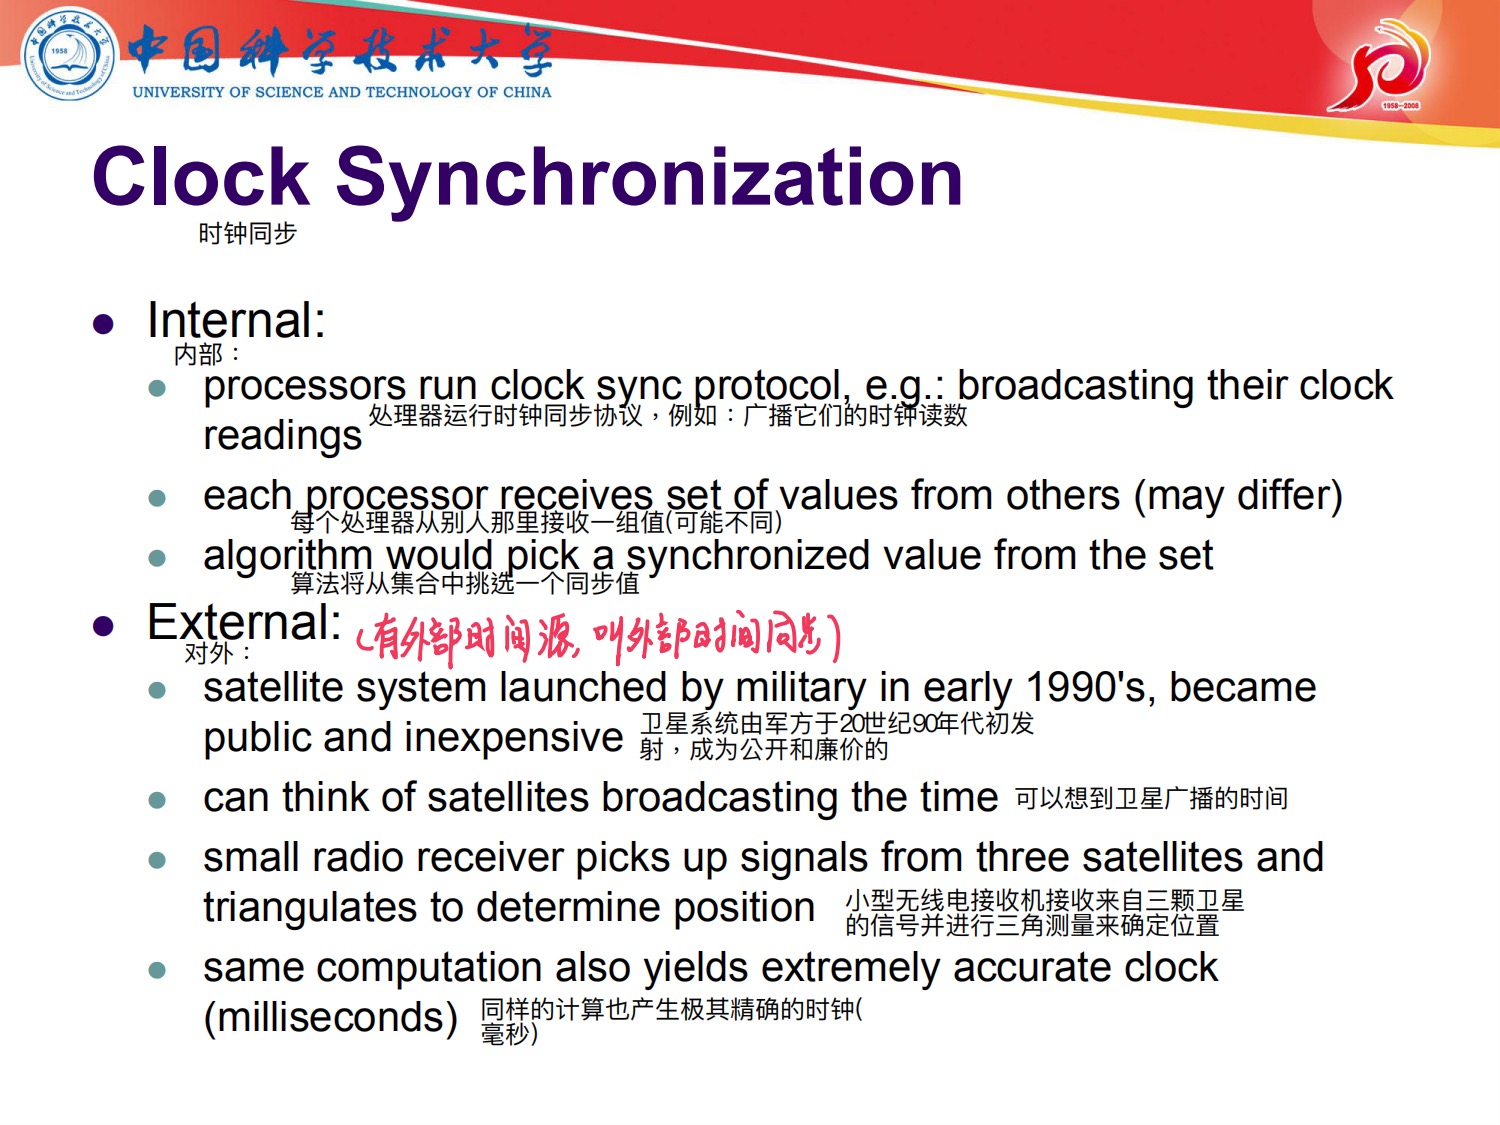 中国科学技术大学
UNIVERSITY OF SCIENCE AND TECHNOLOGY OF CHINA
1958
1958-2008
Clock Synchronization
时钟同步
Internal:
内部：
processors run clock sync protocol, e.g.: broadcasting their clock
readings
处理器运行时钟同步协议，例如：广播它们的时钟读数
each processor receives set of values from others (may differ)
每个处理器从别人那里接收一组值(可能不同)
algorithm would pick a synchronized value from the set
算法将从集合中挑选一个同步值
External:
(有外部时间源, 叫外部时间同步)
对外：
satellite system launched by military in early 1990's, became
public and inexpensive
卫星系统由军方于20世纪90年代初发
射，成为公开和廉价的
can think of satellites broadcasting the time
可以想到卫星广播的时间
small radio receiver picks up signals from three satellites and
triangulates to determine position
小型无线电接收机接收来自三颗卫星
的信号并进行三角测量来确定位置
same computation also yields extremely accurate clock
(milliseconds)
同样的计算也产生极其精确的时钟(
毫秒)